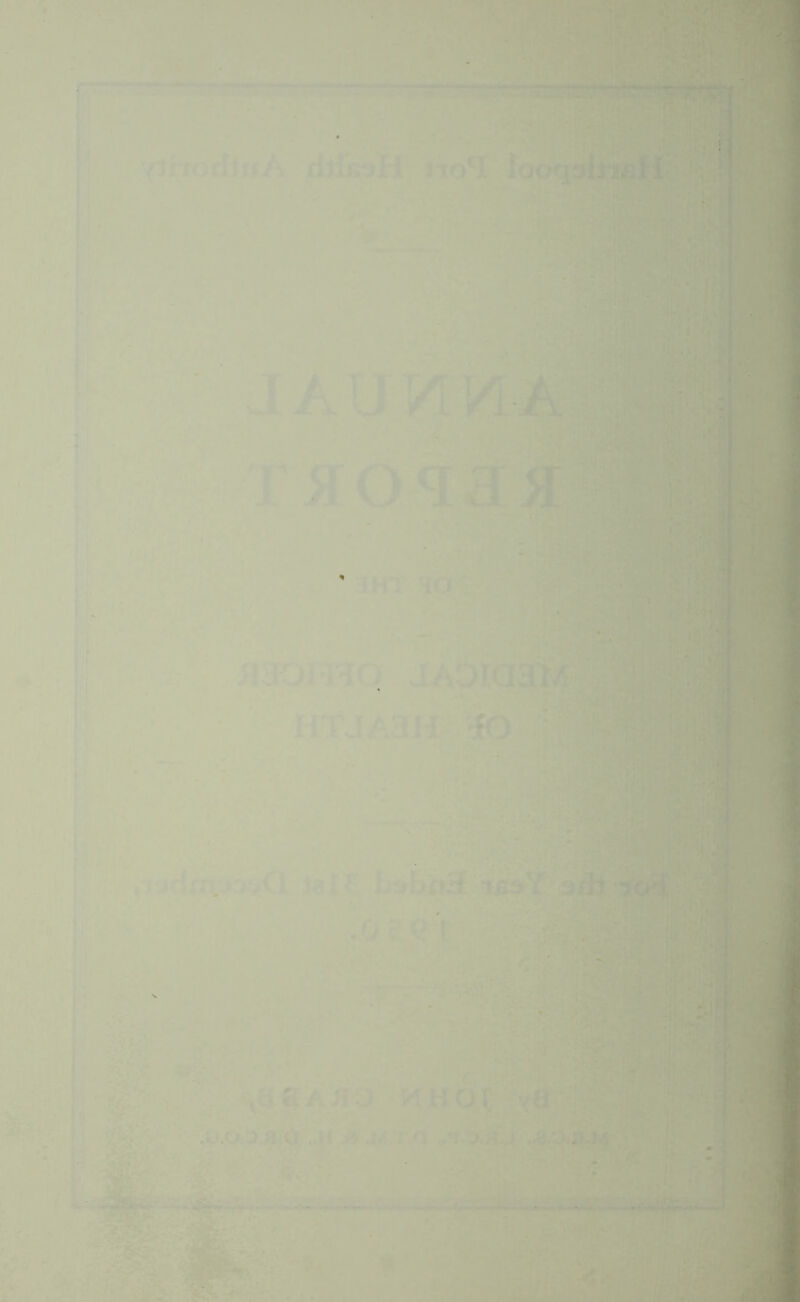 Hartlepool Port Health Authority
ANNUAL
REPORT
OF THE
MEDICAL OFFICER
OF HEALTH
For the Year Ended 31st December,
1950.
By JOHN
M.R.C.S., L.R.C.P., D.P.M. &